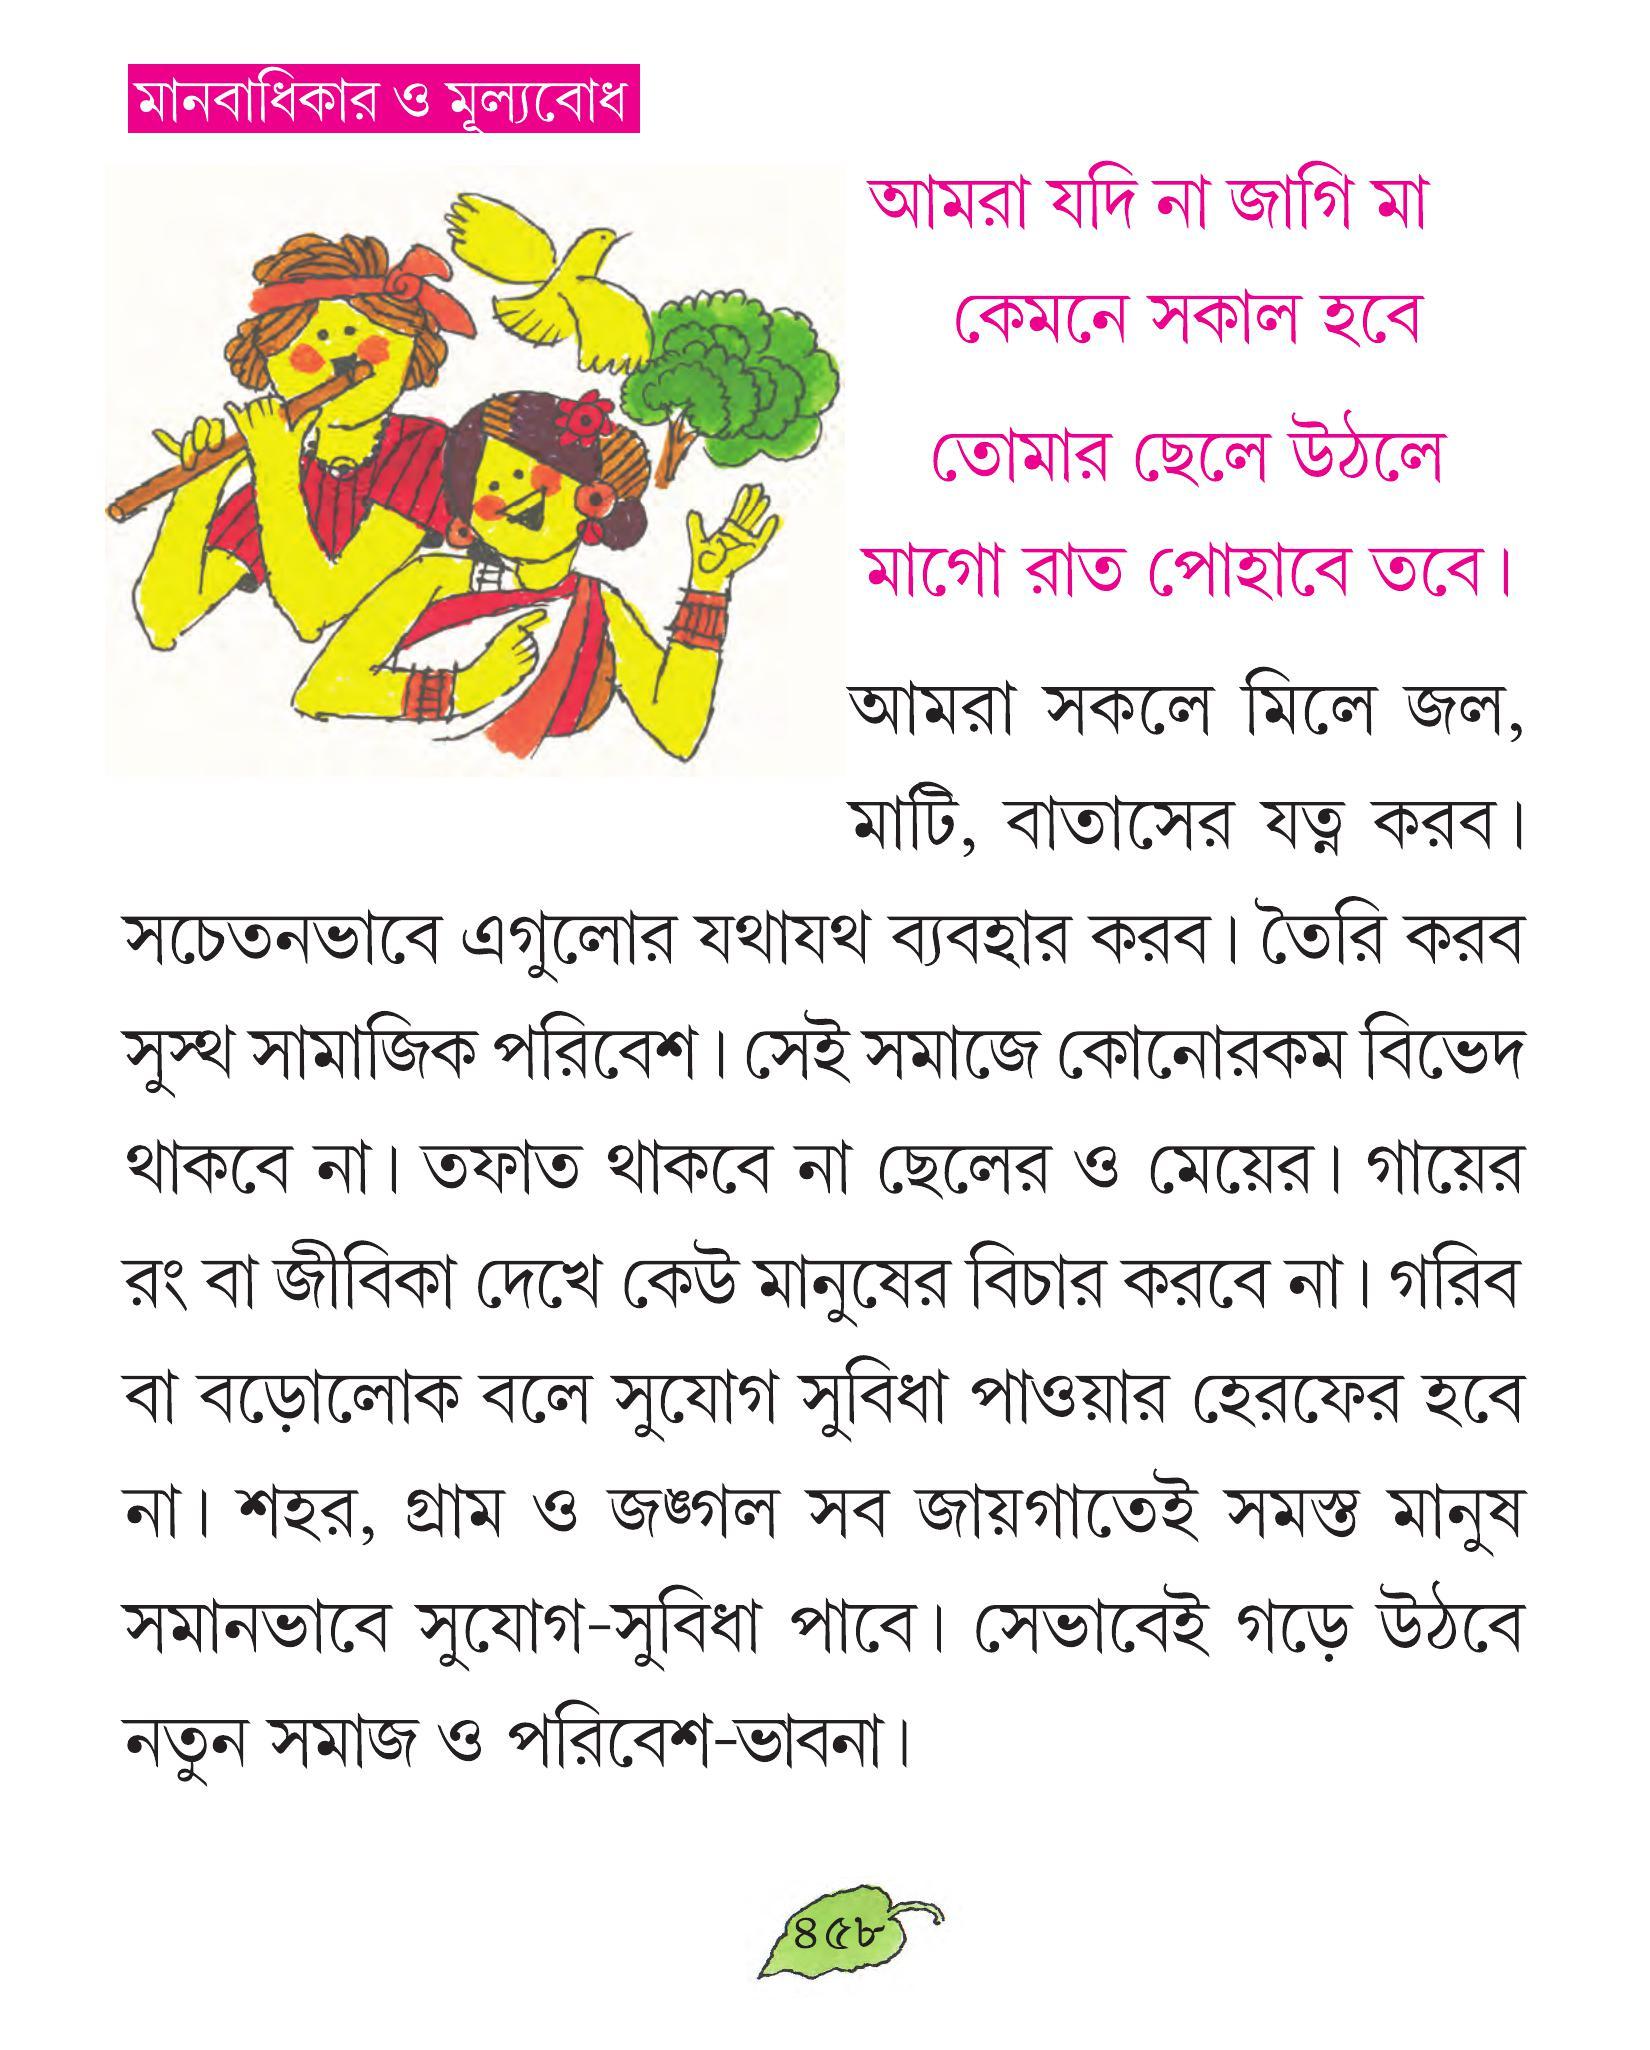 মানবাধিকার ও মূল্যবোধ
আমরা যদি না জাগি মা
কেমনে সকাল হবে
তোমার ছেলে উঠলে
মাগো রাত পোহাবে তবে।
আমরা সকলে মিলে জল,
মাটি, বাতাসের যত্ন করব।
সচেতনভাবে এগুলোর যথাযথ ব্যবহার করব। তৈরি করব
সুস্থ সামাজিক পরিবেশ। সেই সমাজে কোনোরকম বিভেদ
থাকবে না। তফাত থাকবে না ছেলের ও মেয়ের। গায়ের
রং বা জীবিকা দেখে কেউ মানুষের বিচার করবে না। গরিব
বা বড়োলোক বলে সুযোগ সুবিধা পাওয়ার হেরফের হবে
না। শহর, গ্রাম ও জঙ্গল সব জায়গাতেই সমস্ত মানুষ
সমানভাবে সুযোগ-সুবিধা পাবে। সেভাবেই গড়ে উঠবে
নতুন সমাজ ও পরিবেশ-ভাবনা।
৪৫৮